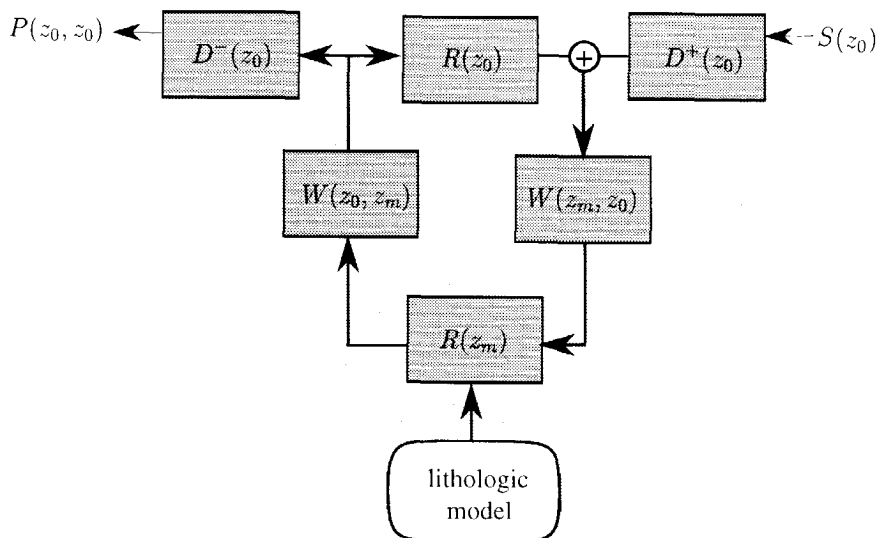 P(z₀, z₀)
D⁻(z₀)
R(z₀)
+
D⁺(z₀)
S(z₀)
W(z₀, zₘ)
W(zₘ, z₀)
R(zₘ)
lithologic
model